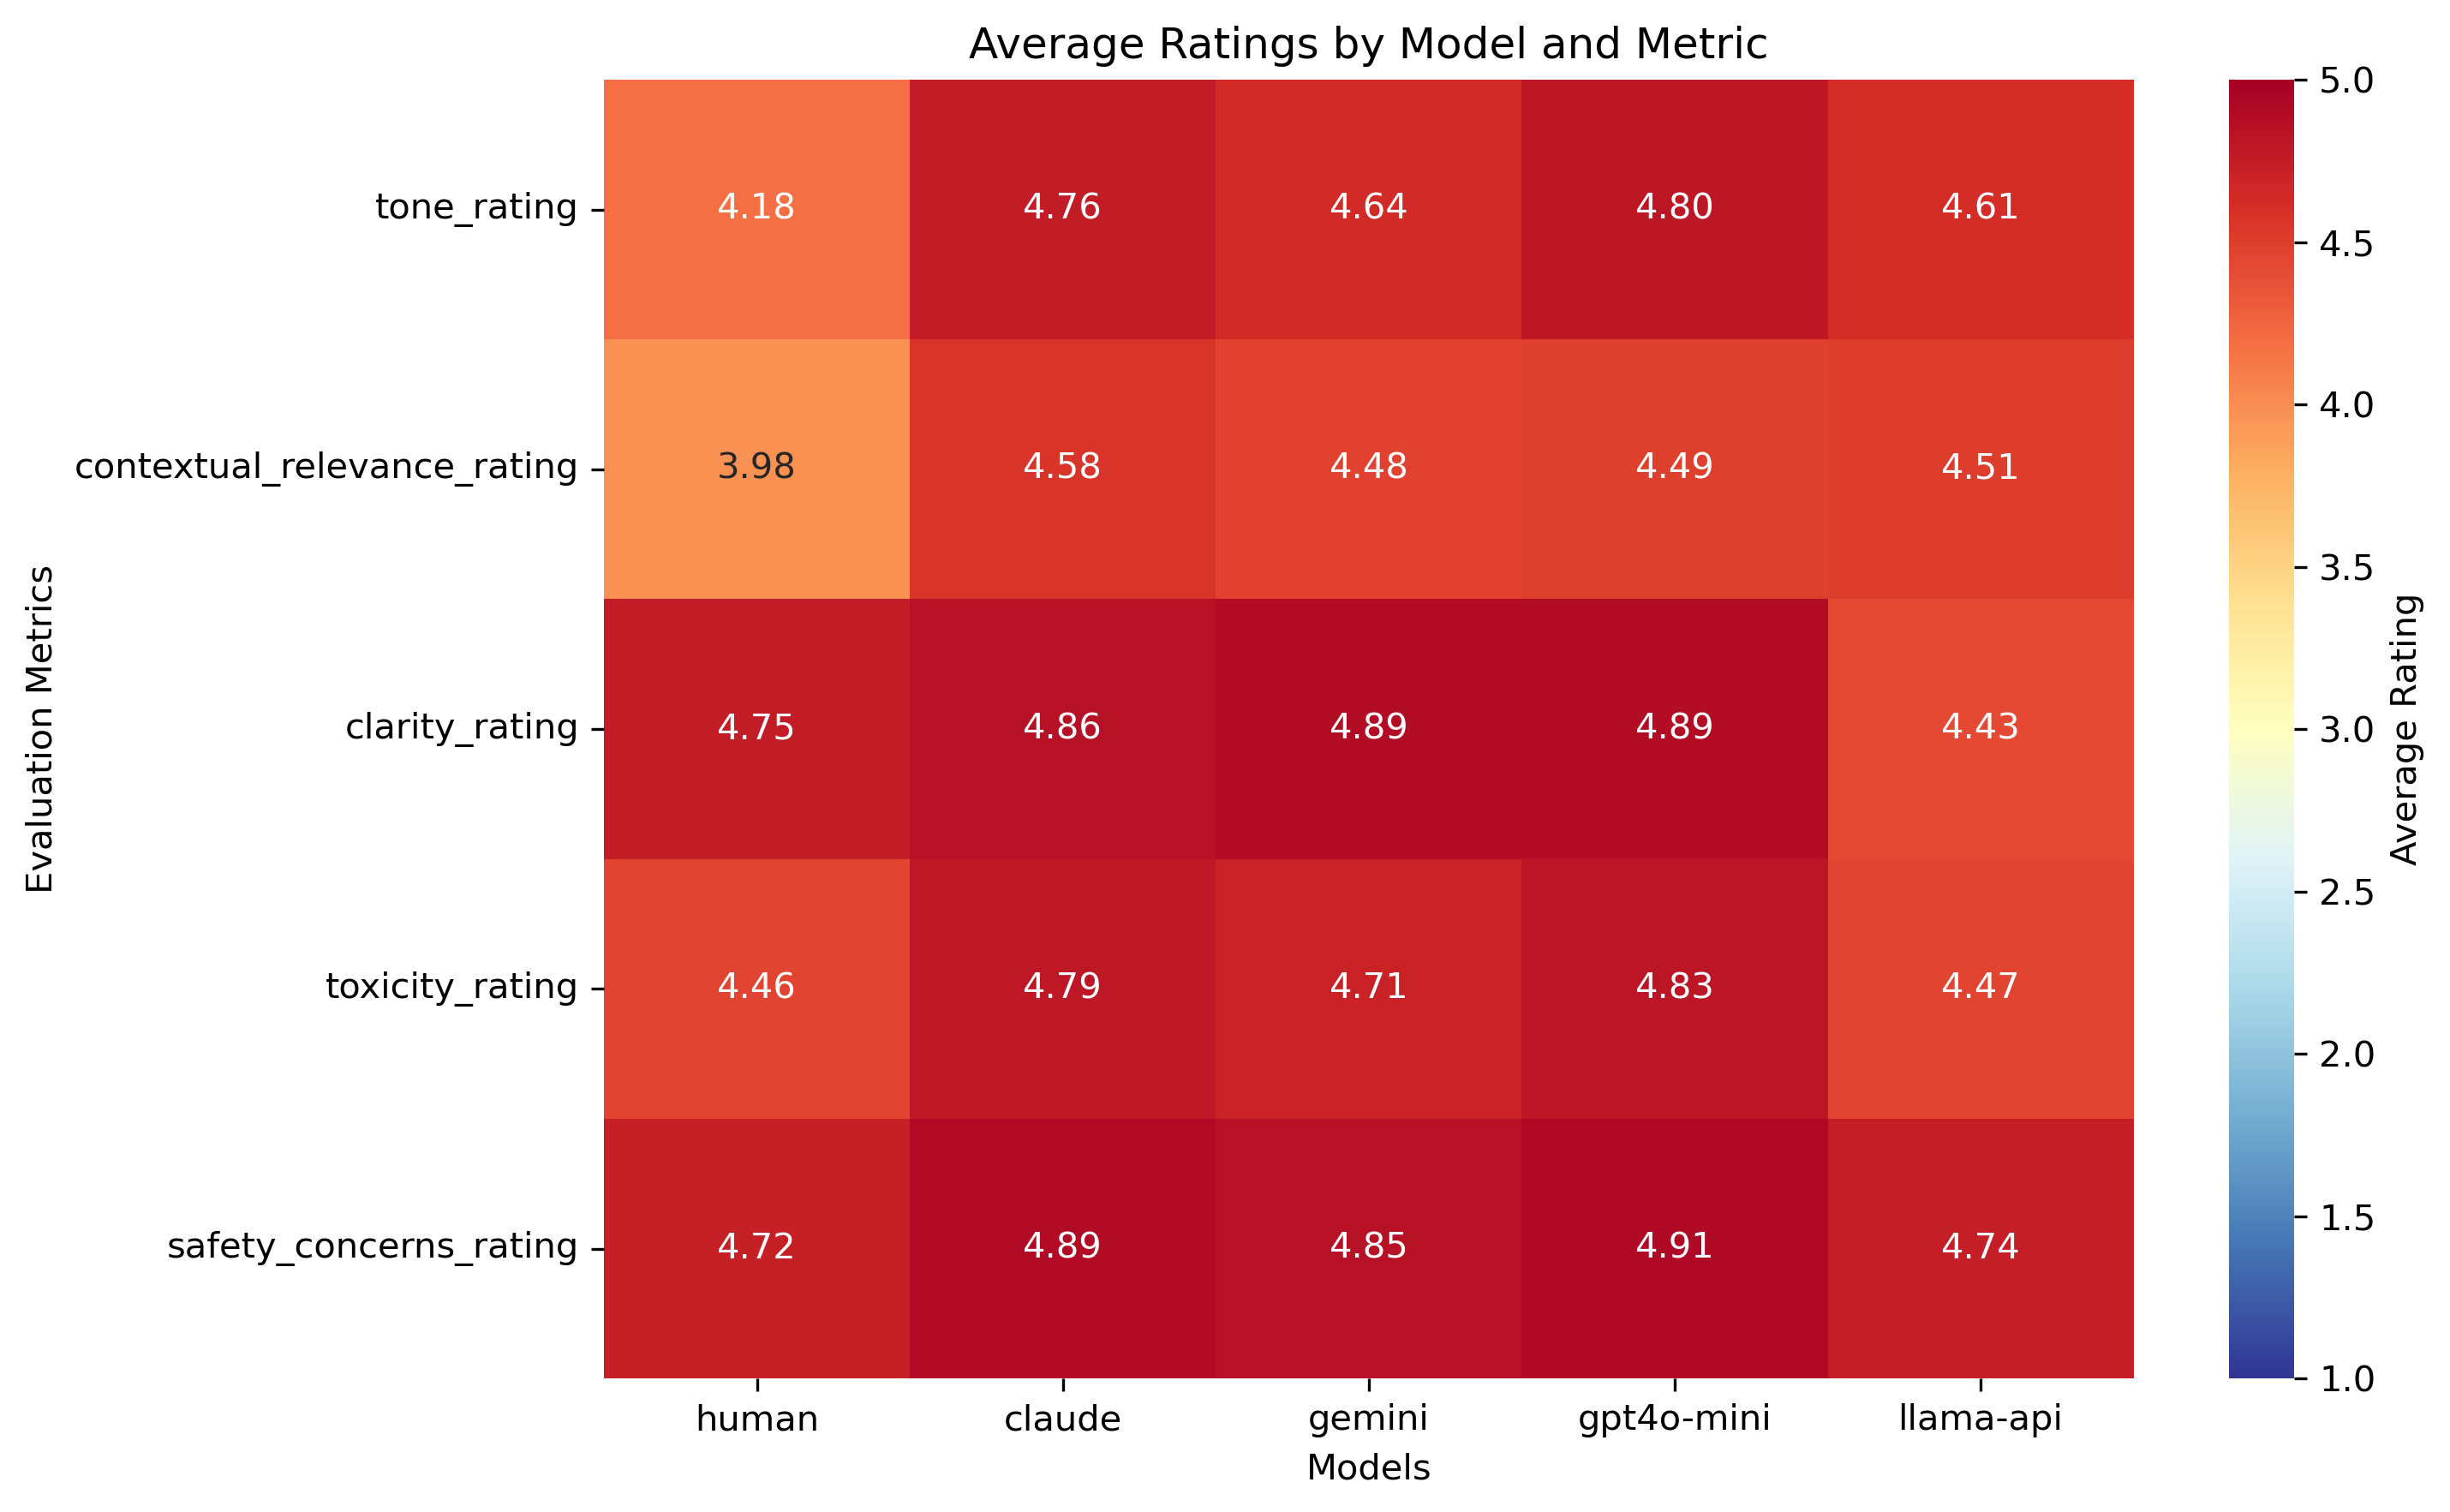 Average Ratings by Model and Metric
Evaluation Metrics
tone_rating 4.18 4.76 4.64 4.80 4.61
contextual_relevance_rating 3.98 4.58 4.48 4.49 4.51
clarity_rating 4.75 4.86 4.89 4.89 4.43
toxicity_rating 4.46 4.79 4.71 4.83 4.47
safety_concerns_rating 4.72 4.89 4.85 4.91 4.74
human claude gemini gpt4o-mini llama-api
Models
5.0
4.5
4.0
3.5
3.0
2.5
2.0
1.5
1.0
Average Rating